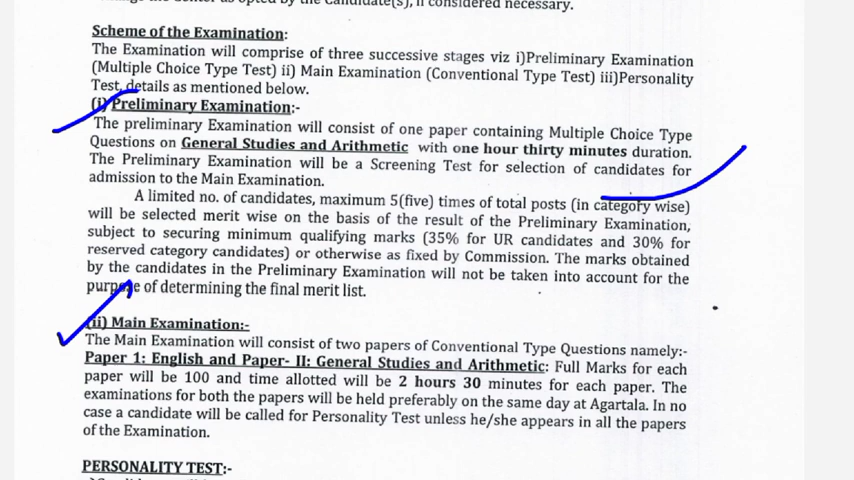 as opted by the Candidate(s), if considered necessary.
Scheme of the Examination:
The Examination will comprise of three successive stages viz i)Preliminary Examination
(Multiple Choice Type Test) ii) Main Examination (Conventional Type Test) iii)Personality
Test, details as mentioned below.
(i) Preliminary Examination:-
The preliminary Examination will consist of one paper containing Multiple Choice Type
Questions on General Studies and Arithmetic with one hour thirty minutes duration.
The Preliminary Examination will be a Screening Test for selection of candidates for
admission to the Main Examination.
A limited no. of candidates, maximum 5(five) times of total posts (in category wise)
will be selected merit wise on the basis of the result of the Preliminary Examination,
subject to securing minimum qualifying marks (35% for UR candidates and 30% for
reserved category candidates) or otherwise as fixed by Commission. The marks obtained
by the candidates in the Preliminary Examination will not be taken into account for the
purpose of determining the final merit list.
(ii) Main Examination:-
The Main Examination will consist of two papers of Conventional Type Questions namely:-
Paper 1: English and Paper- II: General Studies and Arithmetic: Full Marks for each
paper will be 100 and time allotted will be 2 hours 30 minutes for each paper. The
examinations for both the papers will be held preferably on the same day at Agartala. In no
case a candidate will be called for Personality Test unless he/she appears in all the papers
of the Examination.
PERSONALITY TEST:-